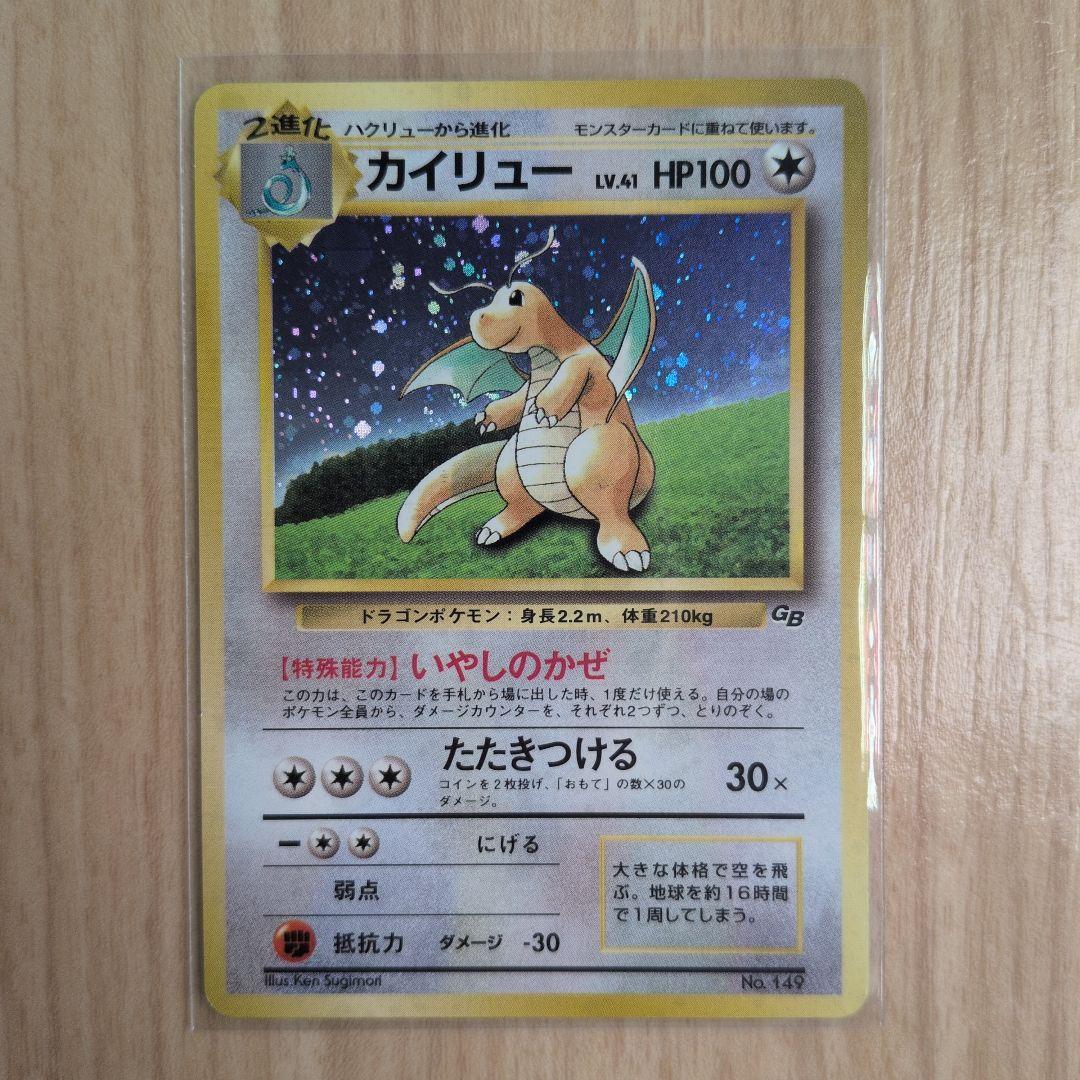 2進化 ハクリューから進化 モンスターカードに重ねて使います。
カイリュー LV.41 HP100
ドラゴンポケモン:身長2.2m、体重210kg GB
【特殊能力】いやしのかぜ
この力は、このカードを手札から場に出した時、1度だけ使える。自分の場の
ポケモン全員から、ダメージカウンターを、それぞれ2つずつ、とりのぞく。
たたきつける 30×
コインを2枚投げ、「おもて」の数×30の
ダメージ。
ー にげる
弱点
抵抗力 ダメージ -30
大きな体格で空を飛
ぶ。地球を約16時間
で1周してしまう。
Illus.Ken Sugimori No. 149